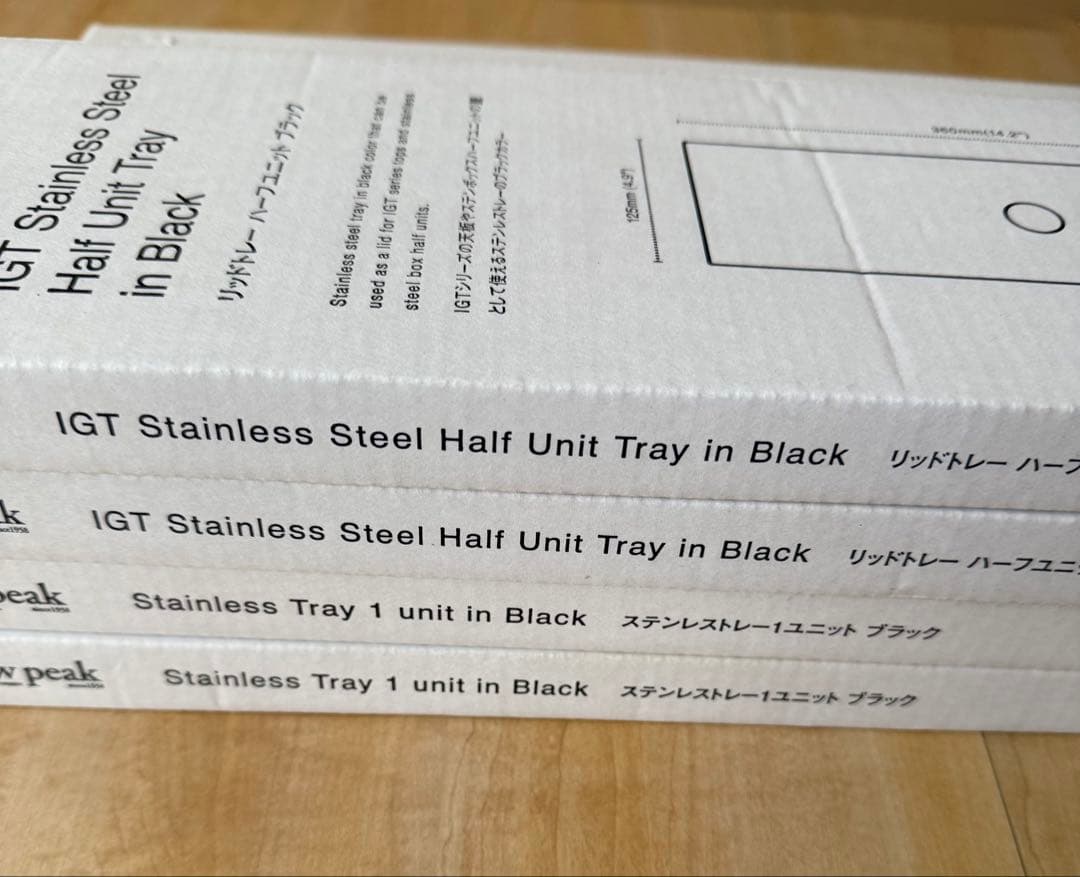 IGT Stainless Steel
Half Unit Tray
in Black
リッドトレー ハーフユニット ブラック
Stainless steel tray in black color that can be
used as a lid for IGT series tops and stainless
steel box half units.
IGTシリーズの天板やステンボックスハーフユニットの蓋
として使えるステンレストレーのブラックカラー
360mm(14.2")
125mm (4.9")
IGT Stainless Steel Half Unit Tray in Black リッドトレー ハーフ
k
since1958
IGT Stainless Steel Half Unit Tray in Black リッドトレー ハーフユニ
peak
since1958
Stainless Tray 1 unit in Black ステンレストレー1ユニット ブラック
w peak
Stainless Tray 1 unit in Black ステンレストレー1ユニット ブラック